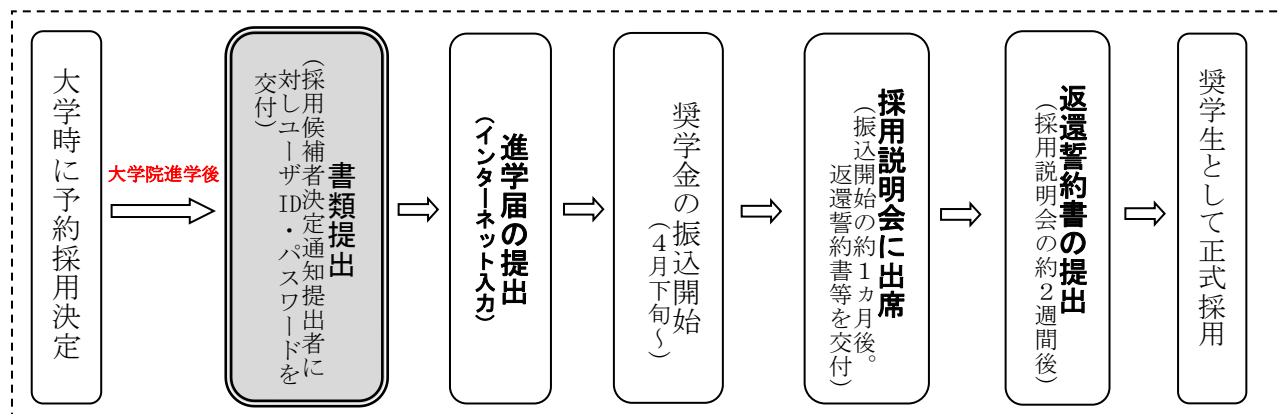 大学時に予約採用決定
大学院進学後
書類提出
（採用候補者決定通知提出者に
対しユーザID・パスワードを
交付）
進学届の提出
（インターネット入力）
奨学金の振込開始
（４月下旬～）
採用説明会に出席
（振込開始の約１ヵ月後。
返還誓約書等を交付）
返還誓約書の提出
（採用説明会の約２週間後）
奨学生として正式採用